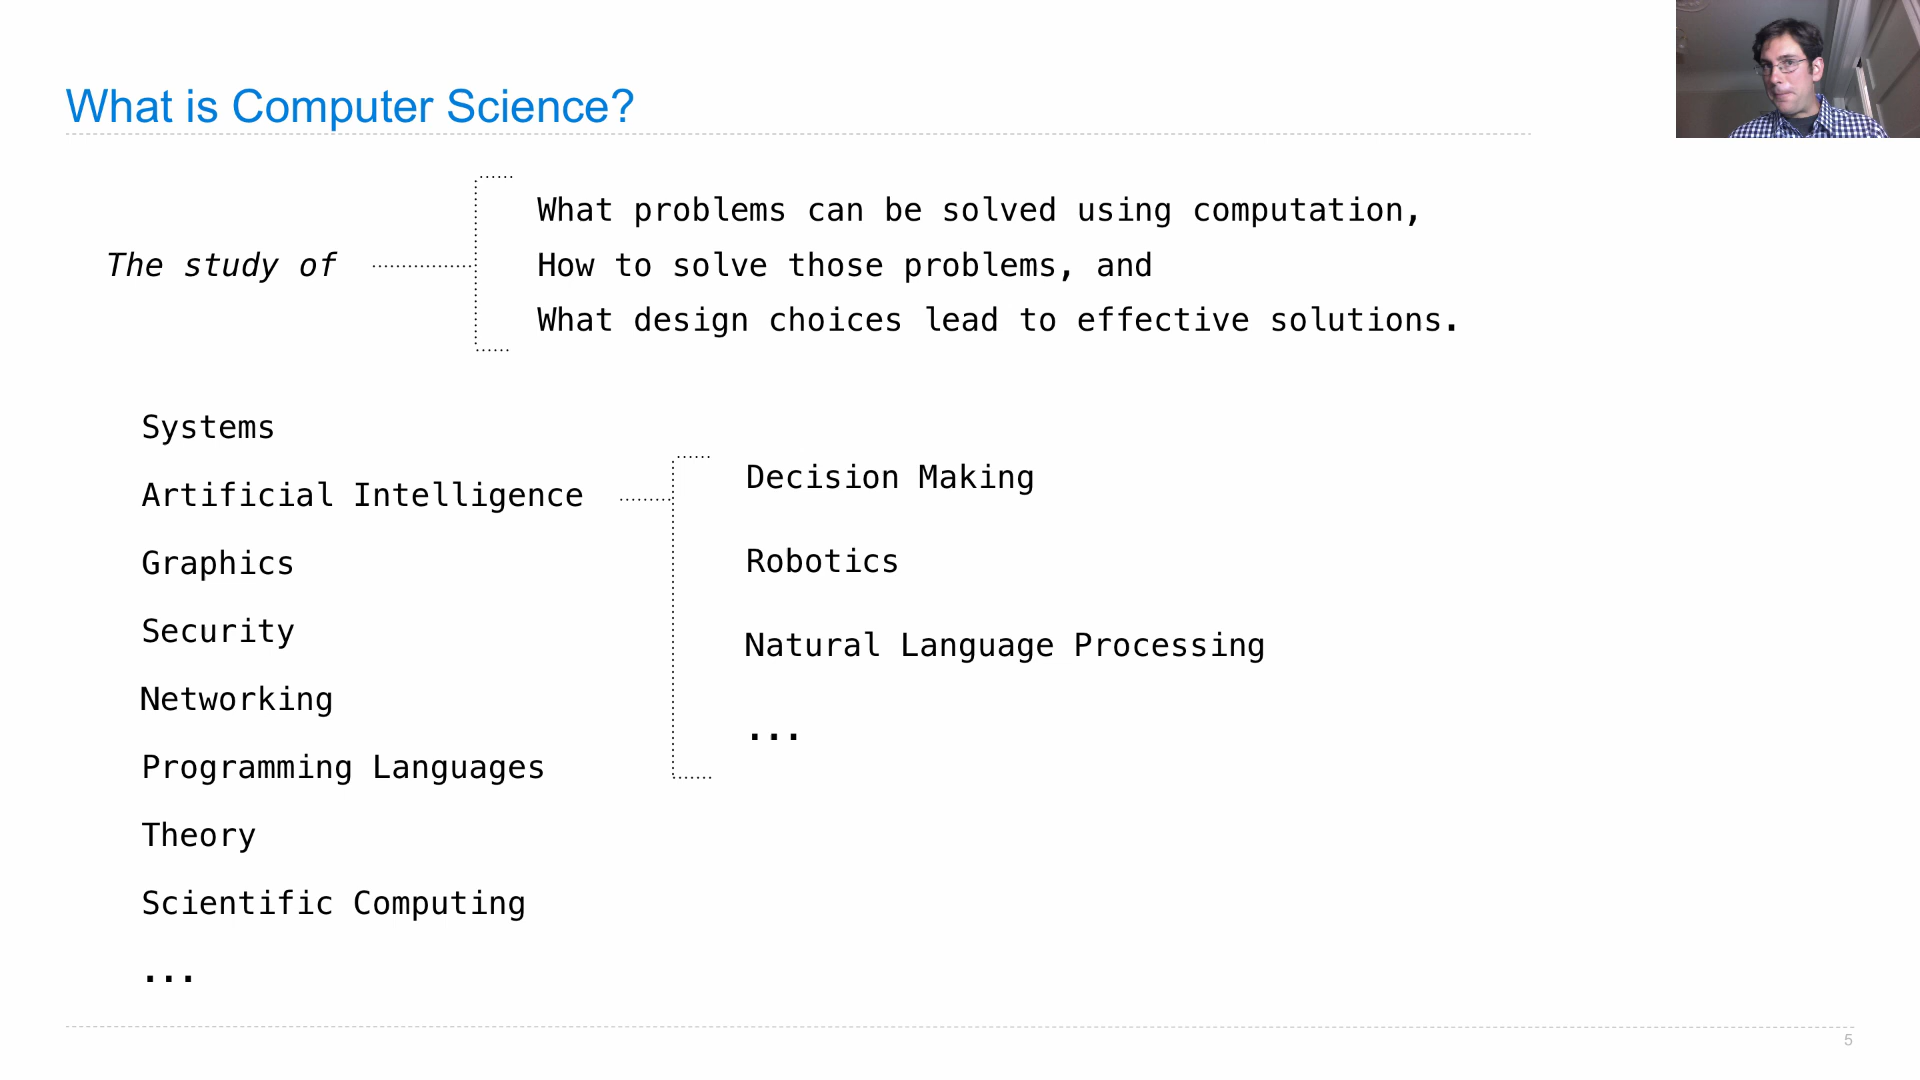 What is Computer Science?
What problems can be solved using computation,
The study of
How to solve those problems, and
What design choices lead to effective solutions.
Systems
Artificial Intelligence
Graphics
Security
Networking
Programming Languages
Theory
Scientific Computing
...
Decision Making
Robotics
Natural Language Processing
...
5